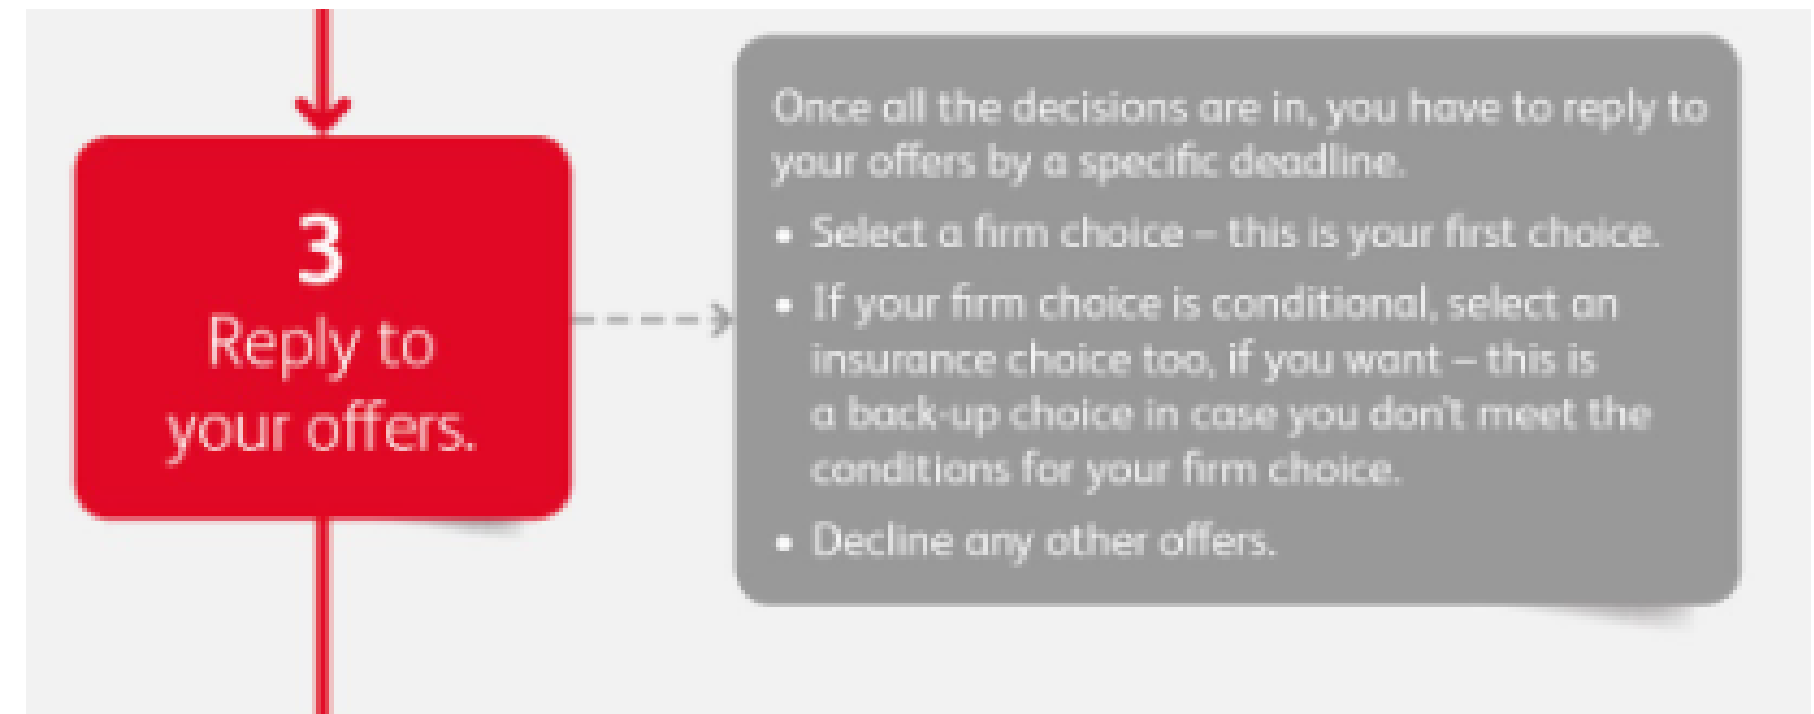 3
Reply to
your offers.
Once all the decisions are in, you have to reply to
your offers by a specific deadline.
• Select a firm choice – this is your first choice.
• If your firm choice is conditional, select an
insurance choice too, if you want – this is
a back-up choice in case you don't meet the
conditions for your firm choice.
• Decline any other offers.